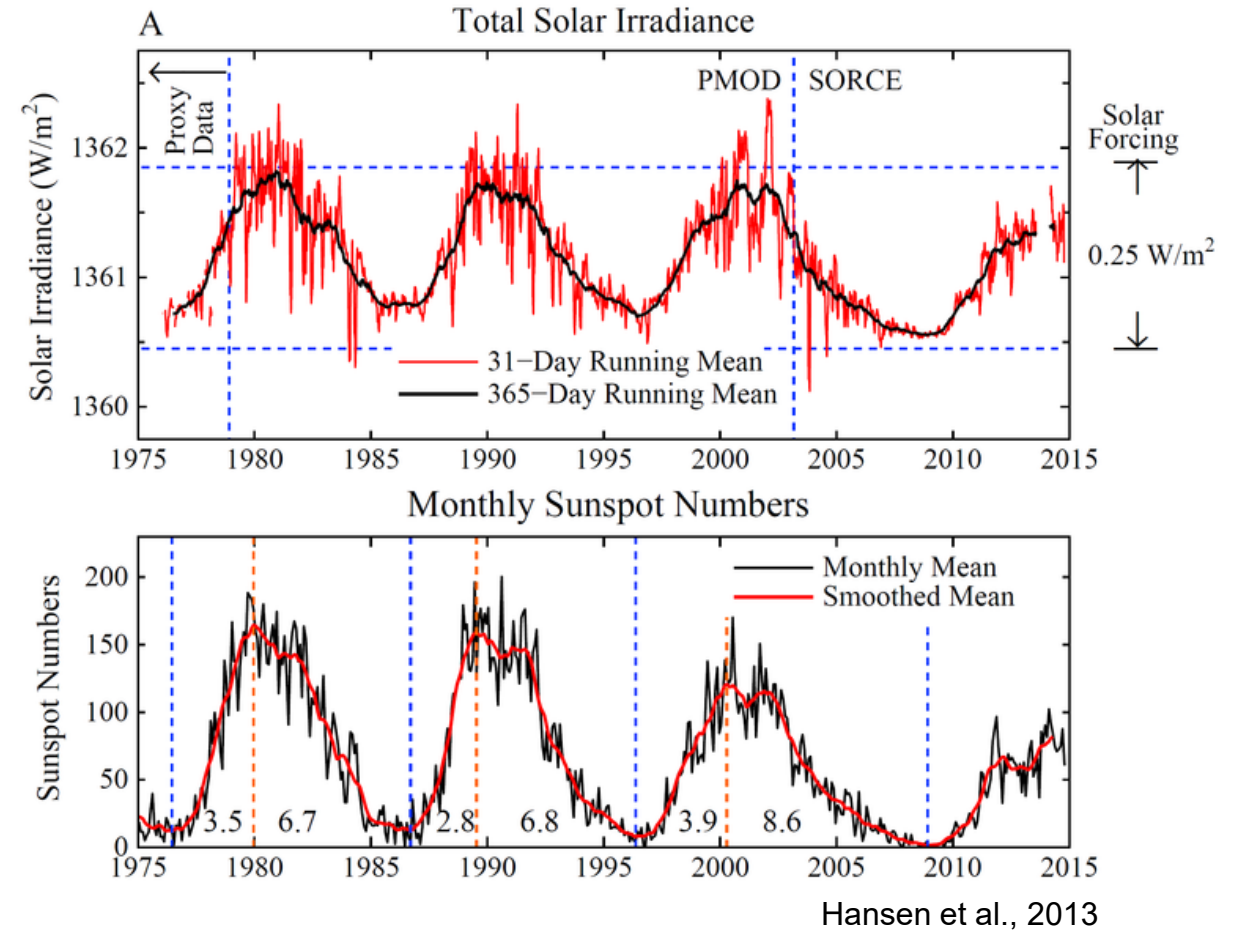 A
Total Solar Irradiance
Proxy
Data
PMOD
SORCE
Solar
Forcing
0.25 W/m²
Solar Irradiance (W/m²)
1362
1361
1360
31−Day Running Mean
365−Day Running Mean
1975 1980 1985 1990 1995 2000 2005 2010 2015
Monthly Sunspot Numbers
Sunspot Numbers
200
150
100
50
0
Monthly Mean
Smoothed Mean
3.5 6.7 2.8 6.8 3.9 8.6
1975 1980 1985 1990 1995 2000 2005 2010 2015
Hansen et al., 2013